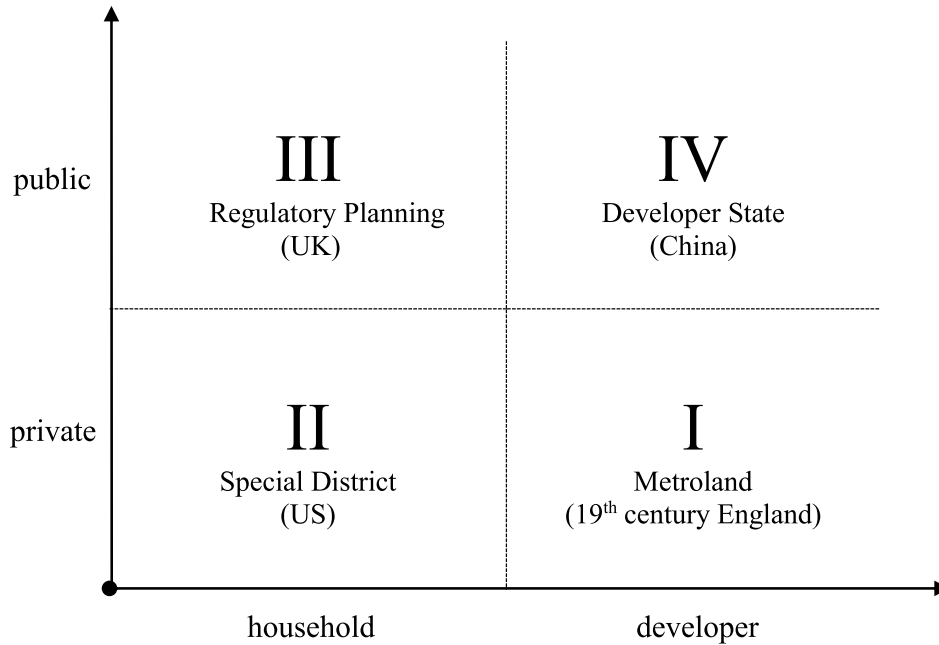 public
III
Regulatory Planning
(UK)
IV
Developer State
(China)
private
II
Special District
(US)
I
Metroland
(19th century England)
household
developer